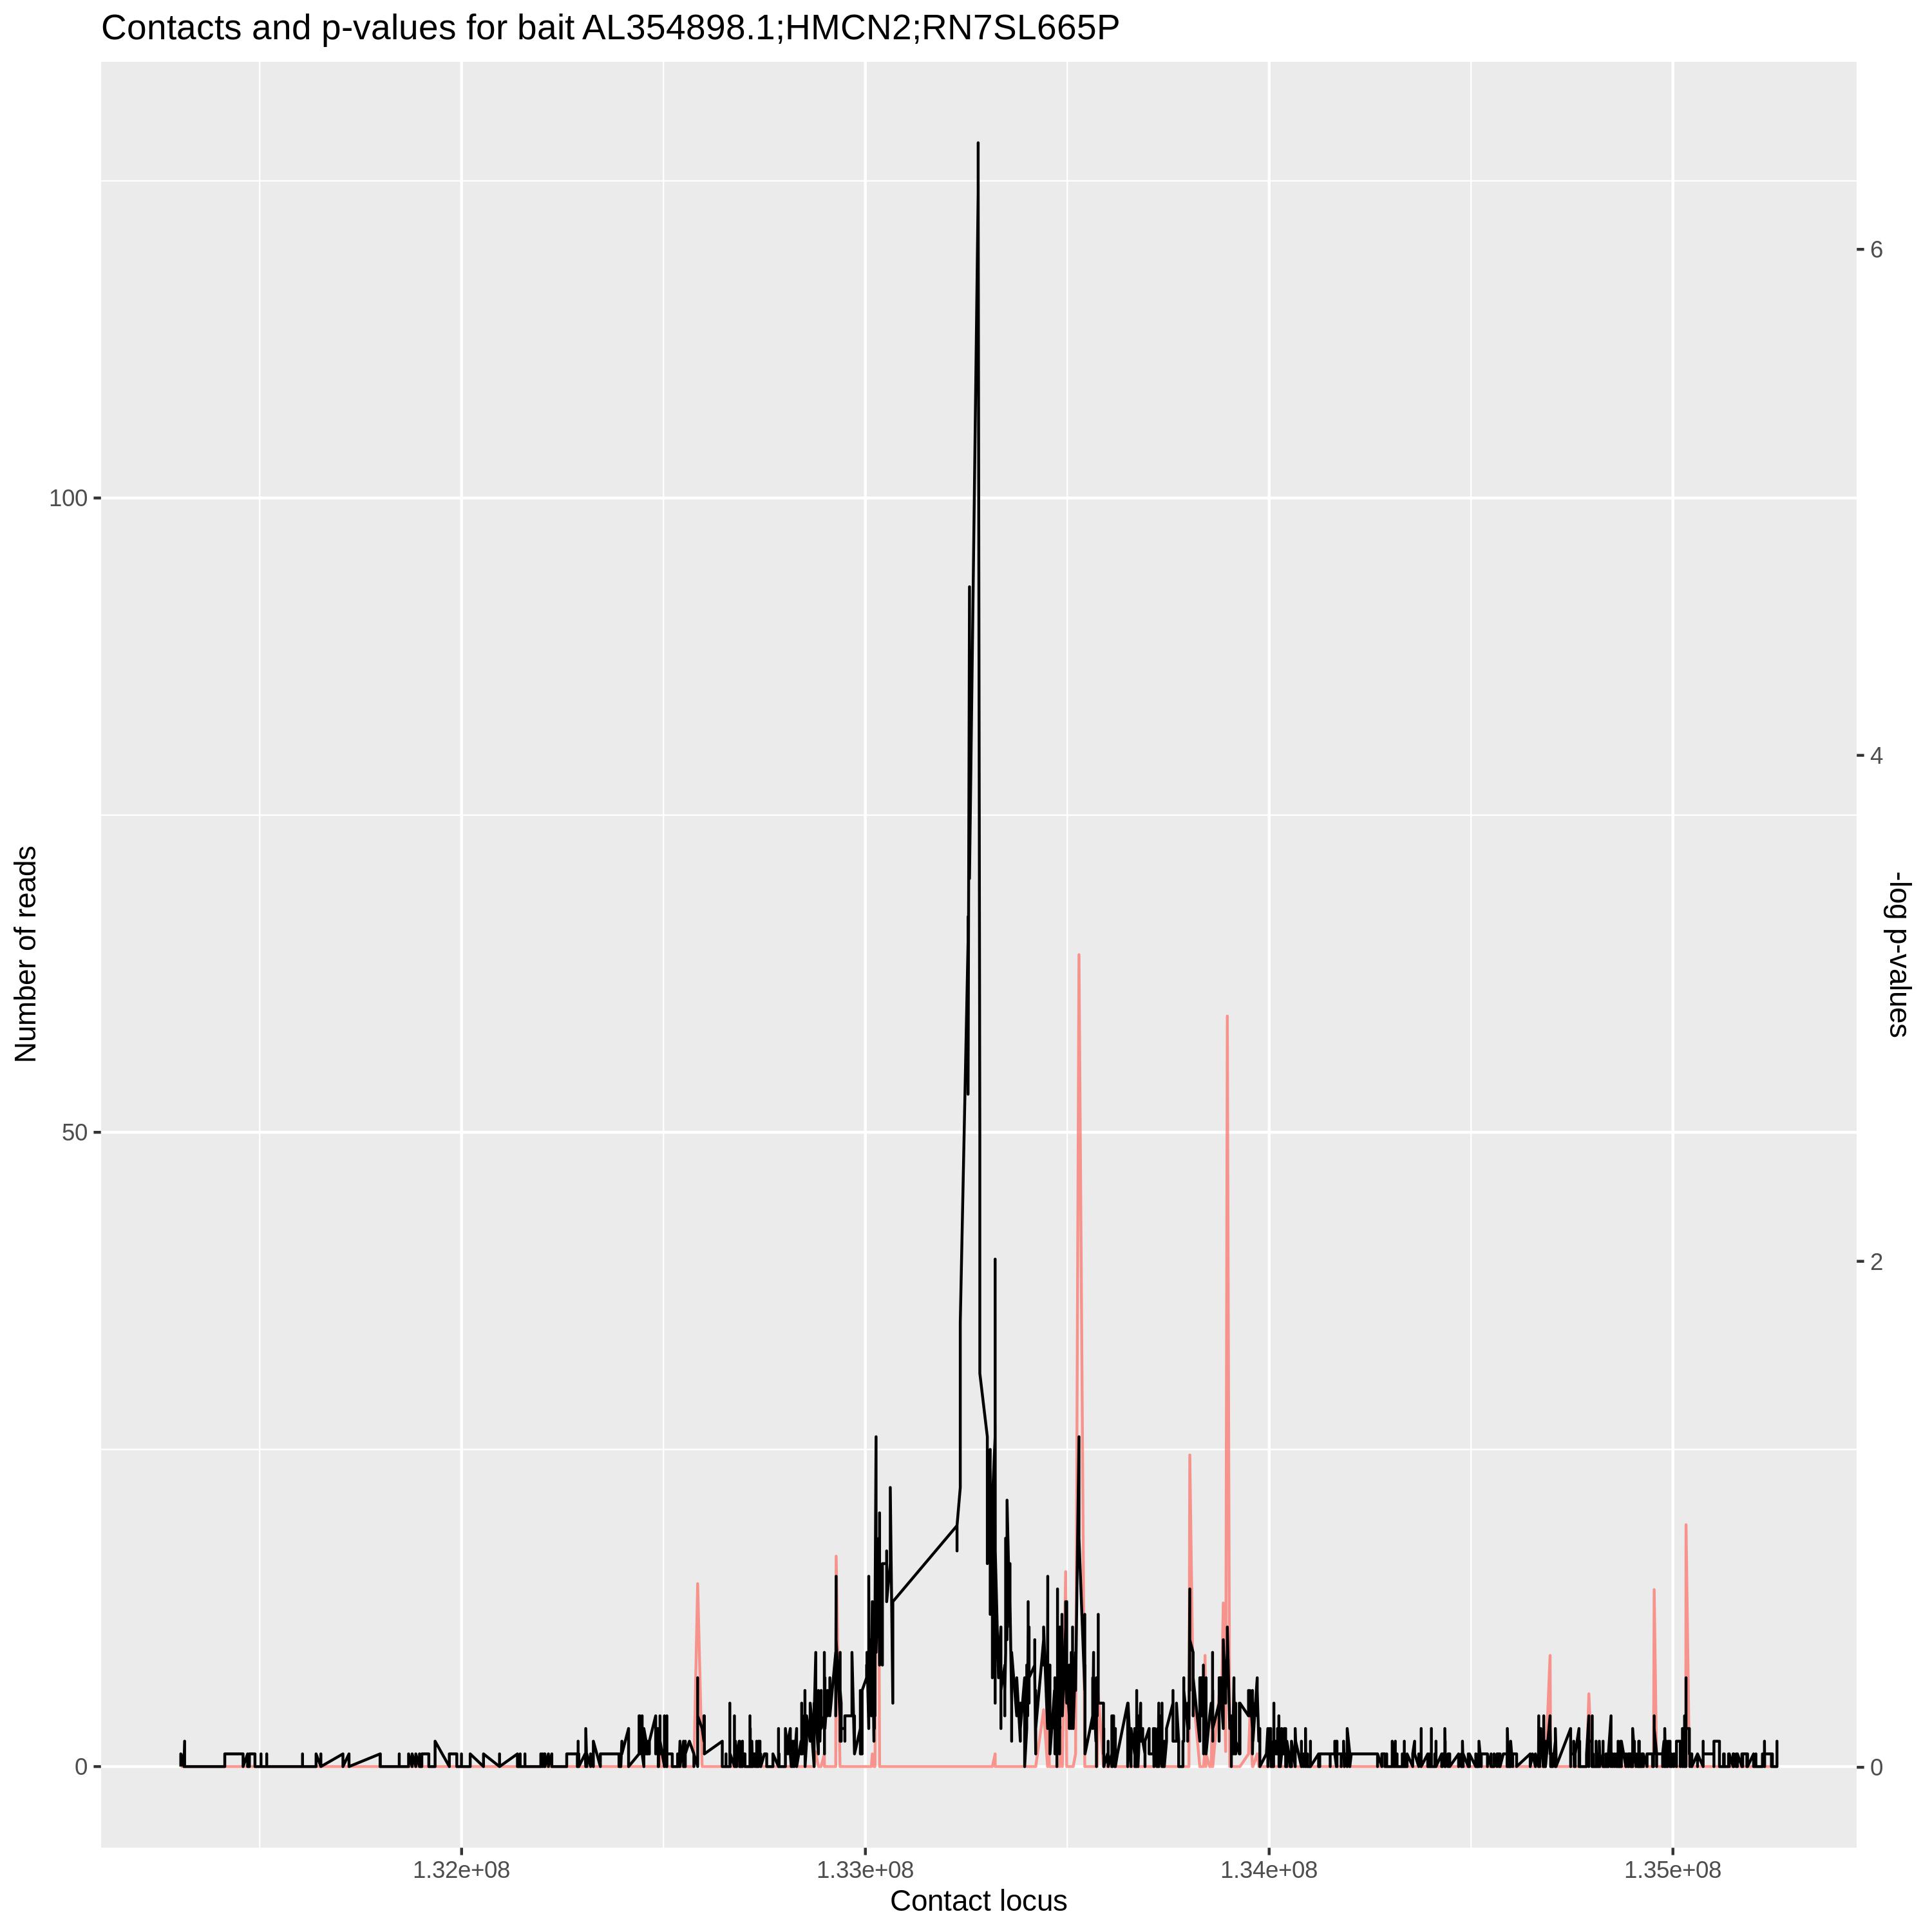 Contacts and p-values for bait AL354898.1;HMCN2;RN7SL665P
Number of reads
100
50
0
6
4
2
0
-log p-values
1.32e+08
1.33e+08
1.34e+08
1.35e+08
Contact locus